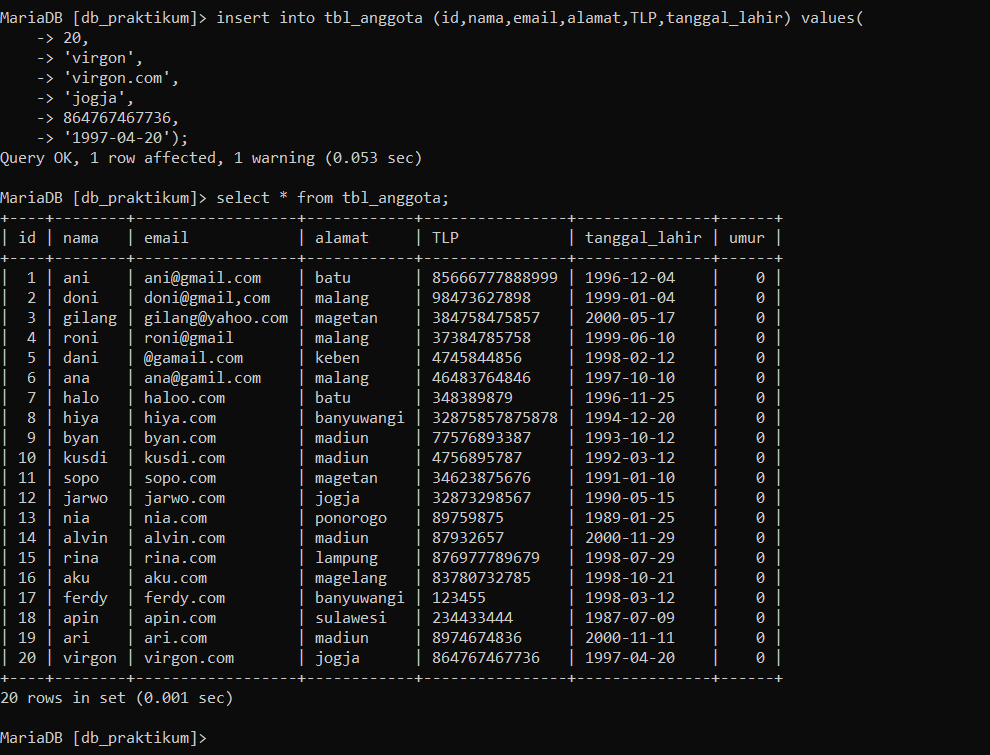 MariaDB [db_praktikum]> insert into tbl_anggota (id,nama,email,alamat,TLP,tanggal_lahir) values(
    -> 20,
    -> 'virgon',
    -> 'virgon.com',
    -> 'jogja',
    -> 864767467736,
    -> '1997-04-20');
Query OK, 1 row affected, 1 warning (0.053 sec)

MariaDB [db_praktikum]> select * from tbl_anggota;
+----+--------+------------------+------------+----------------+---------------+------+
| id | nama   | email            | alamat     | TLP            | tanggal_lahir | umur |
+----+--------+------------------+------------+----------------+---------------+------+
|  1 | ani    | ani@gmail.com    | batu       | 85666777888999 | 1996-12-04    |    0 |
|  2 | doni   | doni@gmail,com   | malang     | 98473627898    | 1999-01-04    |    0 |
|  3 | gilang | gilang@yahoo.com | magetan    | 384758475857   | 2000-05-17    |    0 |
|  4 | roni   | roni@gmail       | malang     | 37384785758    | 1999-06-10    |    0 |
|  5 | dani   | @gamail.com      | keben      | 4745844856     | 1998-02-12    |    0 |
|  6 | ana    | ana@gamil.com    | malang     | 46483764846    | 1997-10-10    |    0 |
|  7 | halo   | haloo.com        | batu       | 348389879      | 1996-11-25    |    0 |
|  8 | hiya   | hiya.com         | banyuwangi | 32875857875878 | 1994-12-20    |    0 |
|  9 | byan   | byan.com         | madiun     | 77576893387    | 1993-10-12    |    0 |
| 10 | kusdi  | kusdi.com        | madiun     | 4756895787     | 1992-03-12    |    0 |
| 11 | sopo   | sopo.com         | magetan    | 34623875676    | 1991-01-10    |    0 |
| 12 | jarwo  | jarwo.com        | jogja      | 32873298567    | 1990-05-15    |    0 |
| 13 | nia    | nia.com          | ponorogo   | 89759875       | 1989-01-25    |    0 |
| 14 | alvin  | alvin.com        | madiun     | 87932657       | 2000-11-29    |    0 |
| 15 | rina   | rina.com         | lampung    | 876977789679   | 1998-07-29    |    0 |
| 16 | aku    | aku.com          | magelang   | 83780732785    | 1998-10-21    |    0 |
| 17 | ferdy  | ferdy.com        | banyuwangi | 123455         | 1998-03-12    |    0 |
| 18 | apin   | apin.com         | sulawesi   | 234433444      | 1987-07-09    |    0 |
| 19 | ari    | ari.com          | madiun     | 8974674836     | 2000-11-11    |    0 |
| 20 | virgon | virgon.com       | jogja      | 864767467736   | 1997-04-20    |    0 |
+----+--------+------------------+------------+----------------+---------------+------+
20 rows in set (0.001 sec)

MariaDB [db_praktikum]>